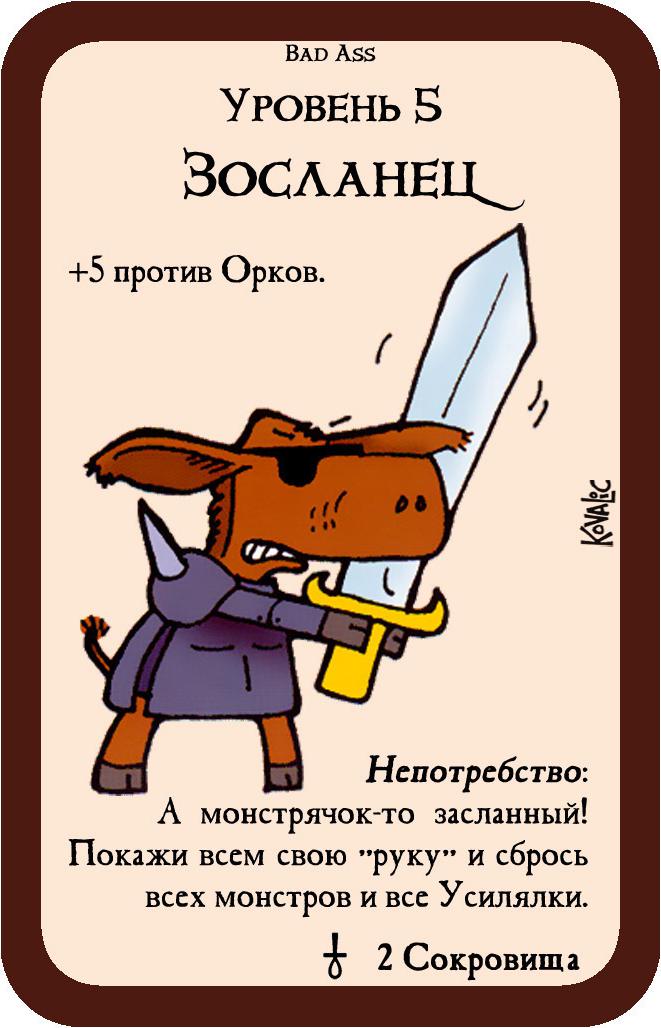 Bad Ass
Уровень 5
Зосланец
+5 против Орков.
Kovalic
Непотребство:
А монстрячок-то засланный!
Покажи всем свою ”руку” и сбрось
всех монстров и все Усилялки.
2 Сокровища